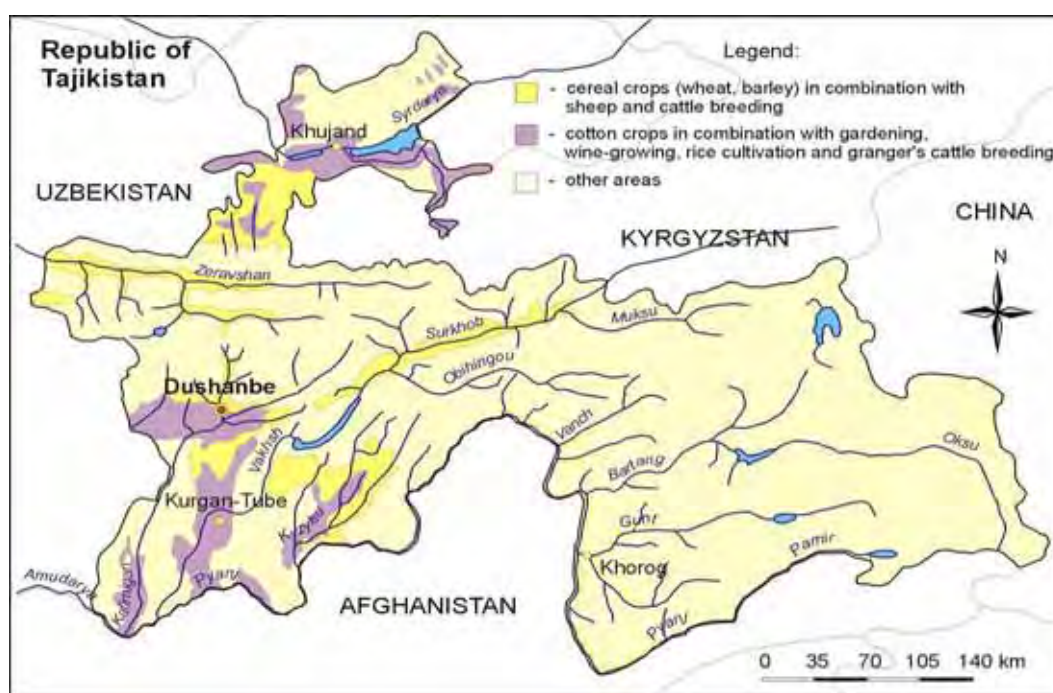 Republic of
Tajikistan
Legend:
- cereal crops (wheat, barley) in combination with
sheep and cattle breeding
- cotton crops in combination with gardening,
wine-growing, rice cultivation and granger's cattle breeding
- other areas
Syrdarya
Khujand
UZBEKISTAN
CHINA
KYRGYZSTAN
N
Zeravshan
Muksu
Surkhob
Obihingou
Dushanbe
Vanch
Vakhsh
Oksu
Bartang
Kurgan-Tube
Kyzylsu
Gunt
Pamir
Khorog
Pyanv
Amudarya
Kafirnigan
AFGHANISTAN
Pyanv
0 35 70 105 140 km